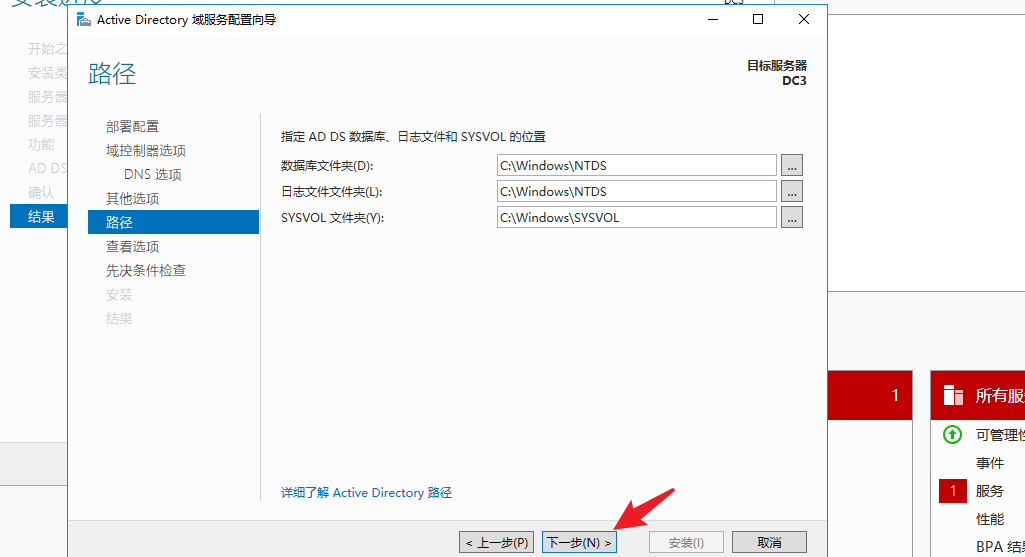 DC3
开始之
安装类
服务器
服务器
功能
AD DS
确认
结果
Active Directory 域服务配置向导
路径
目标服务器
DC3
部署配置
域控制器选项
DNS 选项
其他选项
路径
查看选项
先决条件检查
安装
结果
指定 AD DS 数据库、日志文件和 SYSVOL 的位置
数据库文件夹(D): C:\Windows\NTDS ...
日志文件文件夹(L): C:\Windows\NTDS ...
SYSVOL 文件夹(Y): C:\Windows\SYSVOL ...
详细了解 Active Directory 路径
< 上一步(P) 下一步(N) > 安装(I) 取消
1
所有服
可管理性
事件
1 服务
性能
BPA 结果